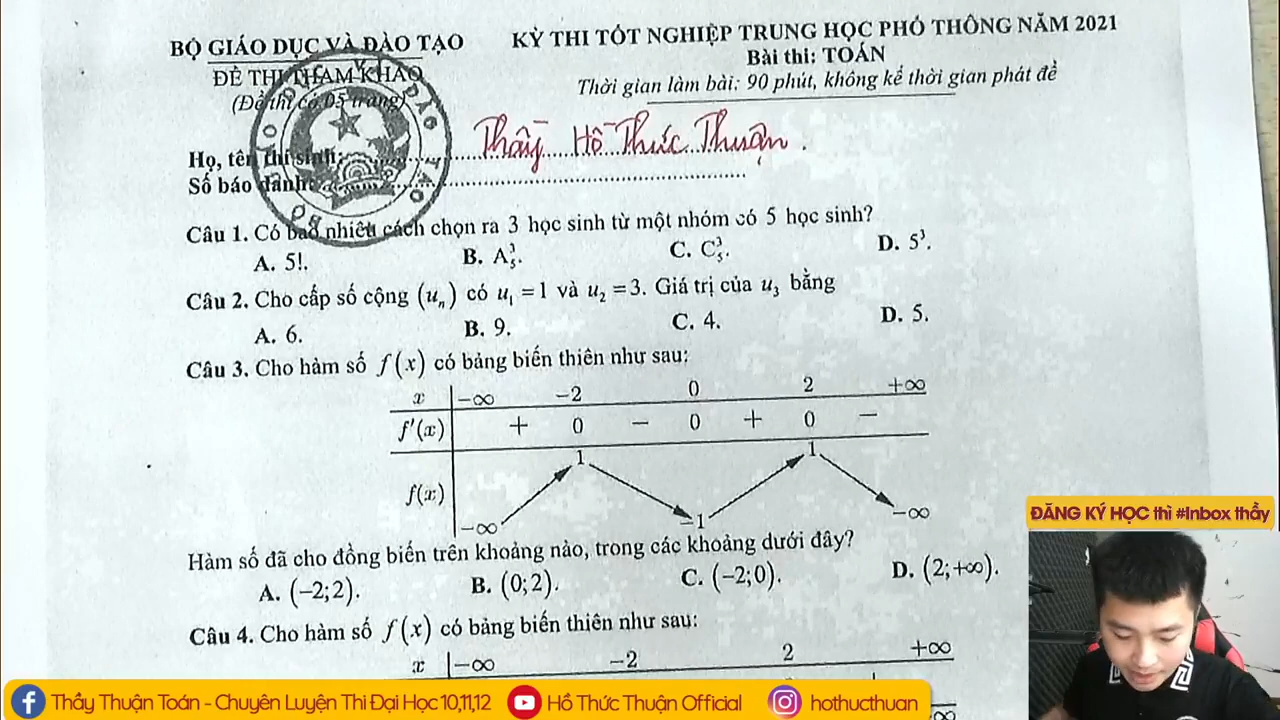 BỘ GIÁO DỤC VÀ ĐÀO TẠO
ĐỀ THI THAM KHẢO
(Đề thi có 05 trang)
KỲ THI TỐT NGHIỆP TRUNG HỌC PHỔ THÔNG NĂM 2021
Bài thi: TOÁN
Thời gian làm bài: 90 phút, không kể thời gian phát đề
Họ, tên thí sinh: Thầy Hồ Thức Thuận.
Số báo danh:
Câu 1. Có bao nhiêu cách chọn ra 3 học sinh từ một nhóm có 5 học sinh?
A. 5!. B. A₅³. C. C₅³. D. 5³.
Câu 2. Cho cấp số cộng (uₙ) có u₁ = 1 và u₂ = 3. Giá trị của u₃ bằng
A. 6. B. 9. C. 4. D. 5.
Câu 3. Cho hàm số f(x) có bảng biến thiên như sau:
x −∞ −2 0 2 +∞
f'(x) + 0 − 0 + 0 −
1 1
f(x)
−∞ −1 −∞
Hàm số đã cho đồng biến trên khoảng nào, trong các khoảng dưới đây?
A. (−2;2). B. (0;2). C. (−2;0). D. (2;+∞).
Câu 4. Cho hàm số f(x) có bảng biến thiên như sau:
x −∞ −2 2 +∞
ĐĂNG KÝ HỌC thì #Inbox thầy
Thầy Thuận Toán - Chuyên Luyện Thi Đại Học 10,11,12
Hồ Thức Thuận Official
hothucthuan